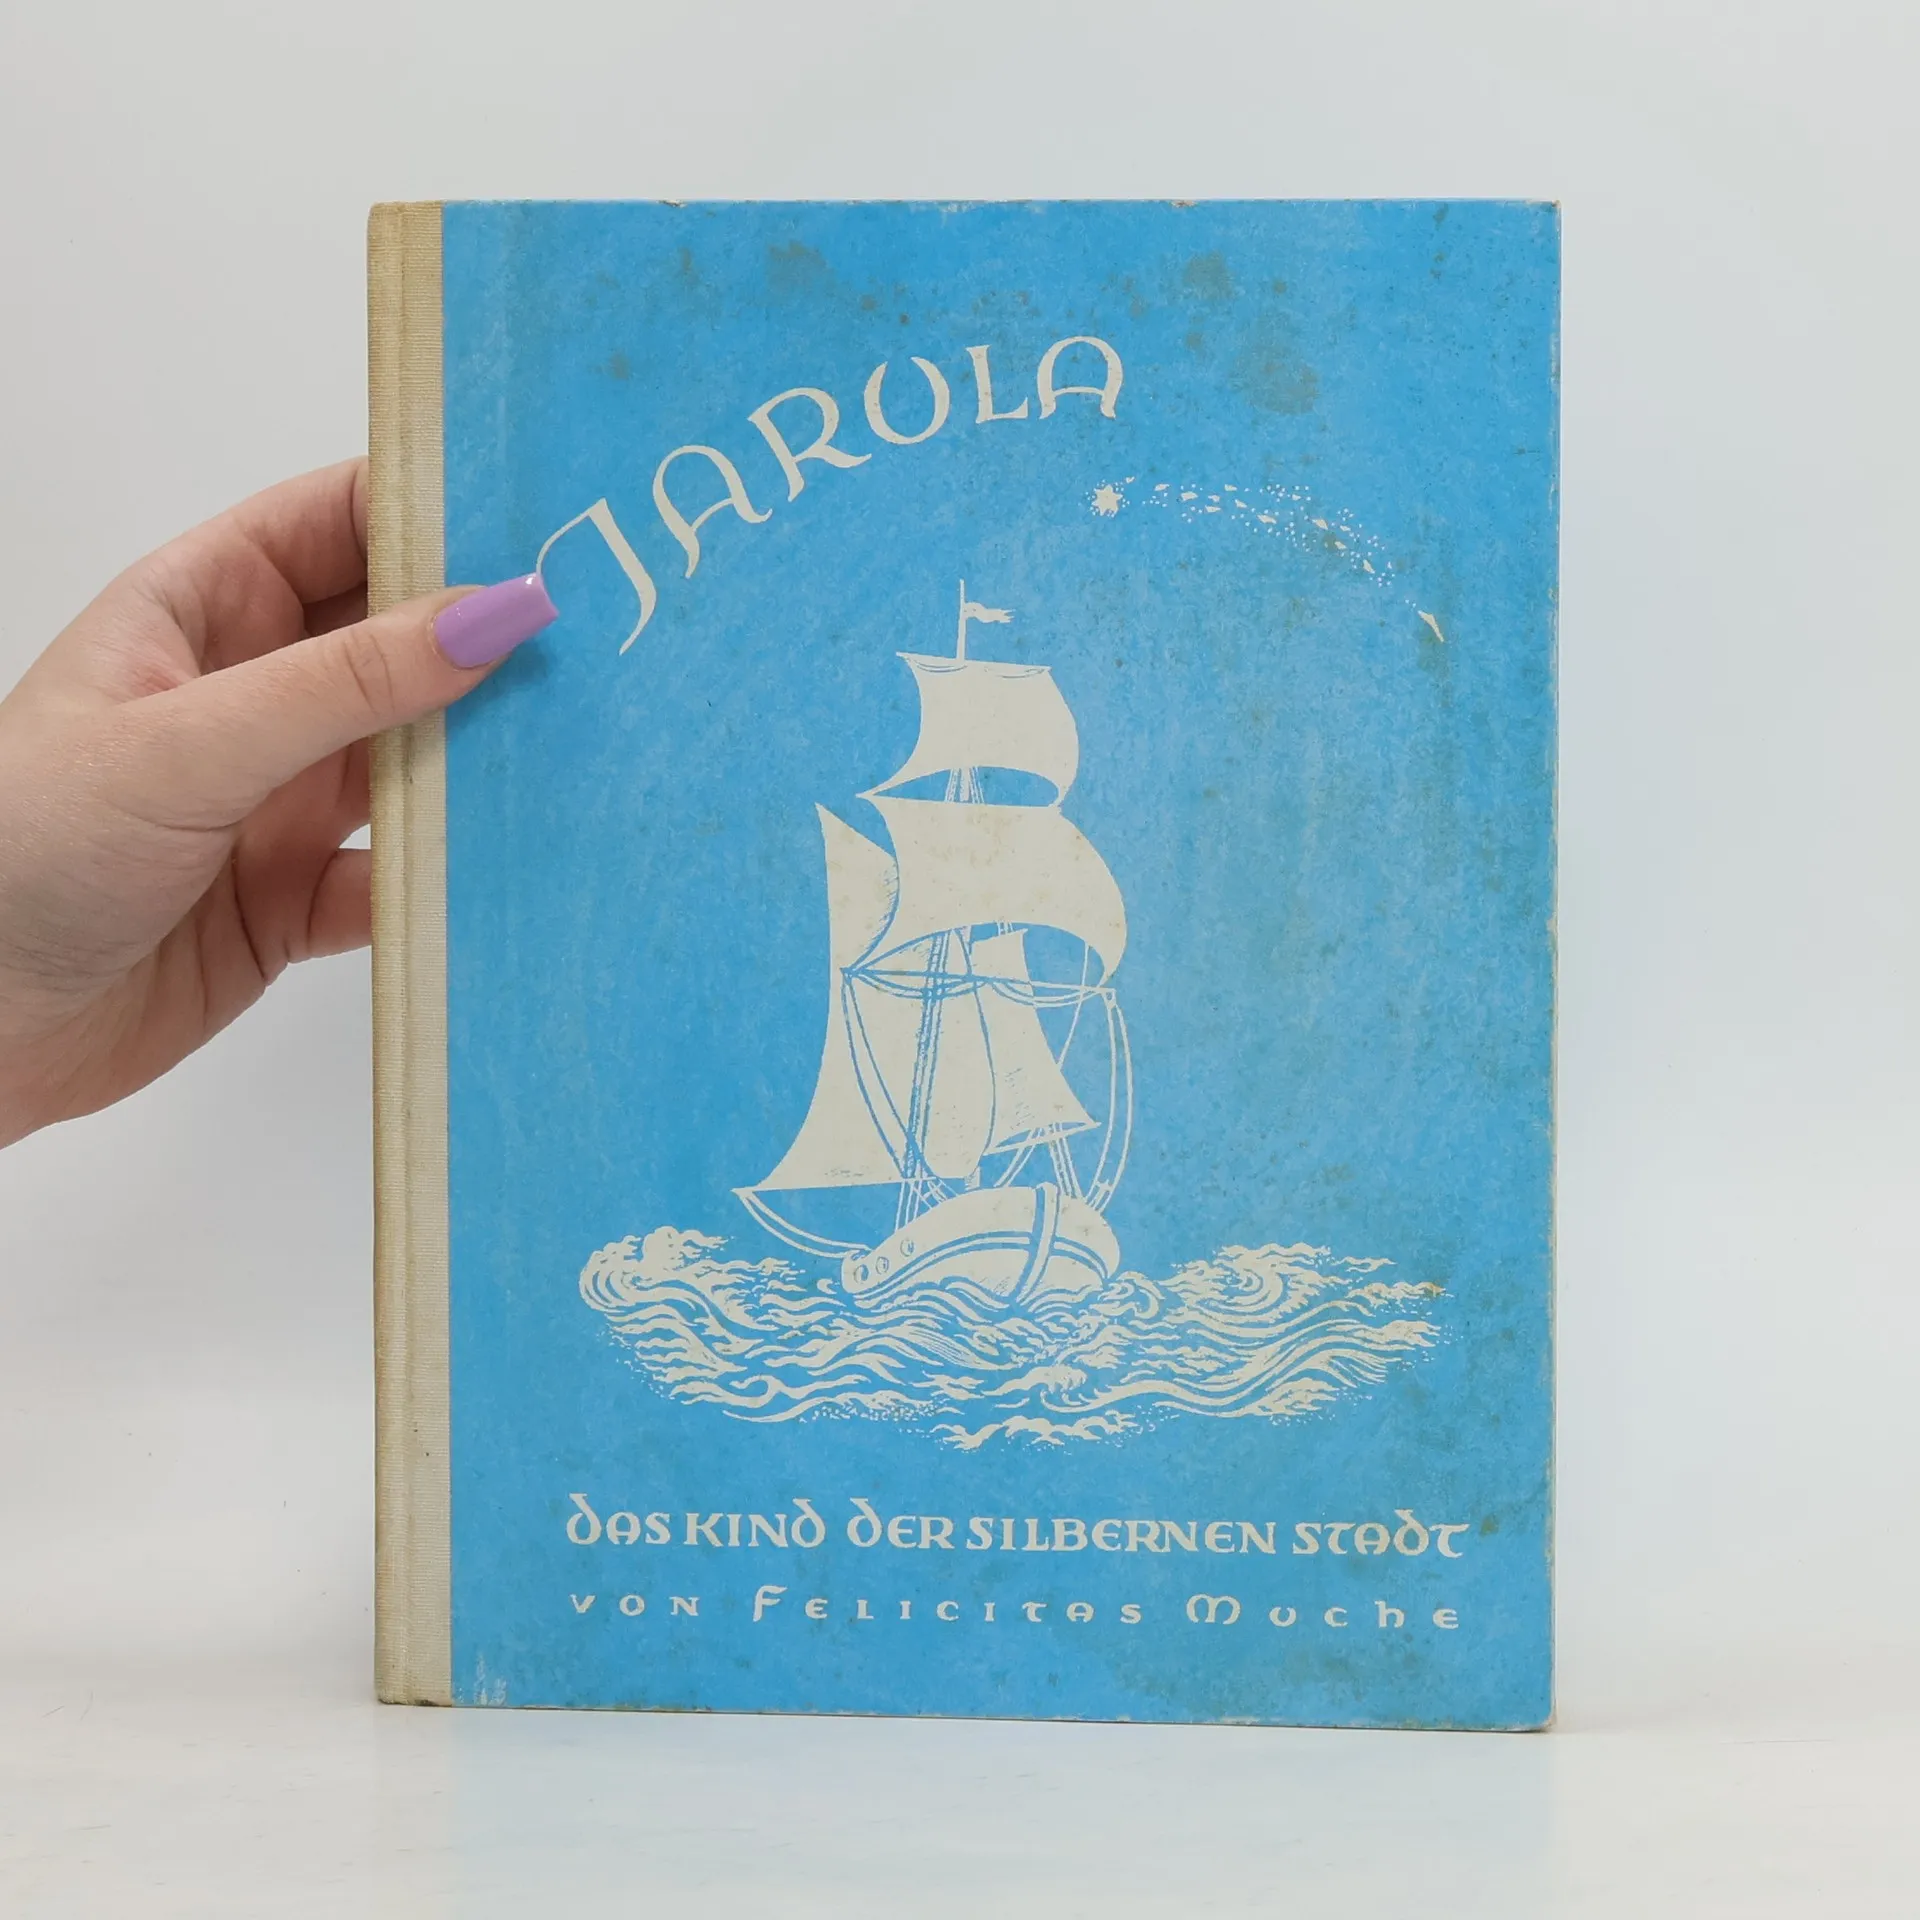 JARULA
DAS KIND DER SILBERNEN STADT
VON FELICITAS MUCHE